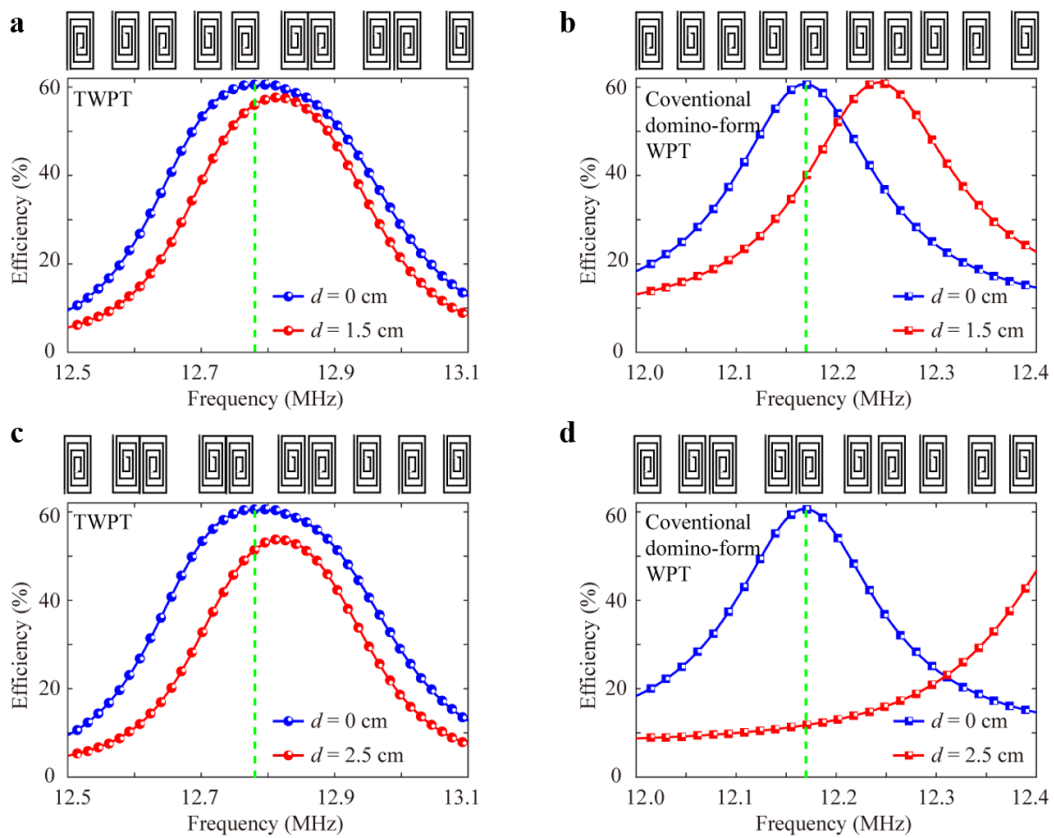 a
TWPT
Efficiency (%)
60
40
20
0
d = 0 cm
d = 1.5 cm
12.5
12.7
12.9
13.1
Frequency (MHz)
b
Coventional
domino-form
WPT
Efficiency (%)
60
40
20
0
d = 0 cm
d = 1.5 cm
12.0
12.1
12.2
12.3
12.4
Frequency (MHz)
c
TWPT
Efficiency (%)
60
40
20
0
d = 0 cm
d = 2.5 cm
12.5
12.7
12.9
13.1
Frequency (MHz)
d
Coventional
domino-form
WPT
Efficiency (%)
60
40
20
0
d = 0 cm
d = 2.5 cm
12.0
12.1
12.2
12.3
12.4
Frequency (MHz)